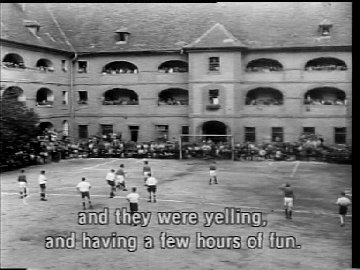 and they were yelling,
and having a few hours of fun.